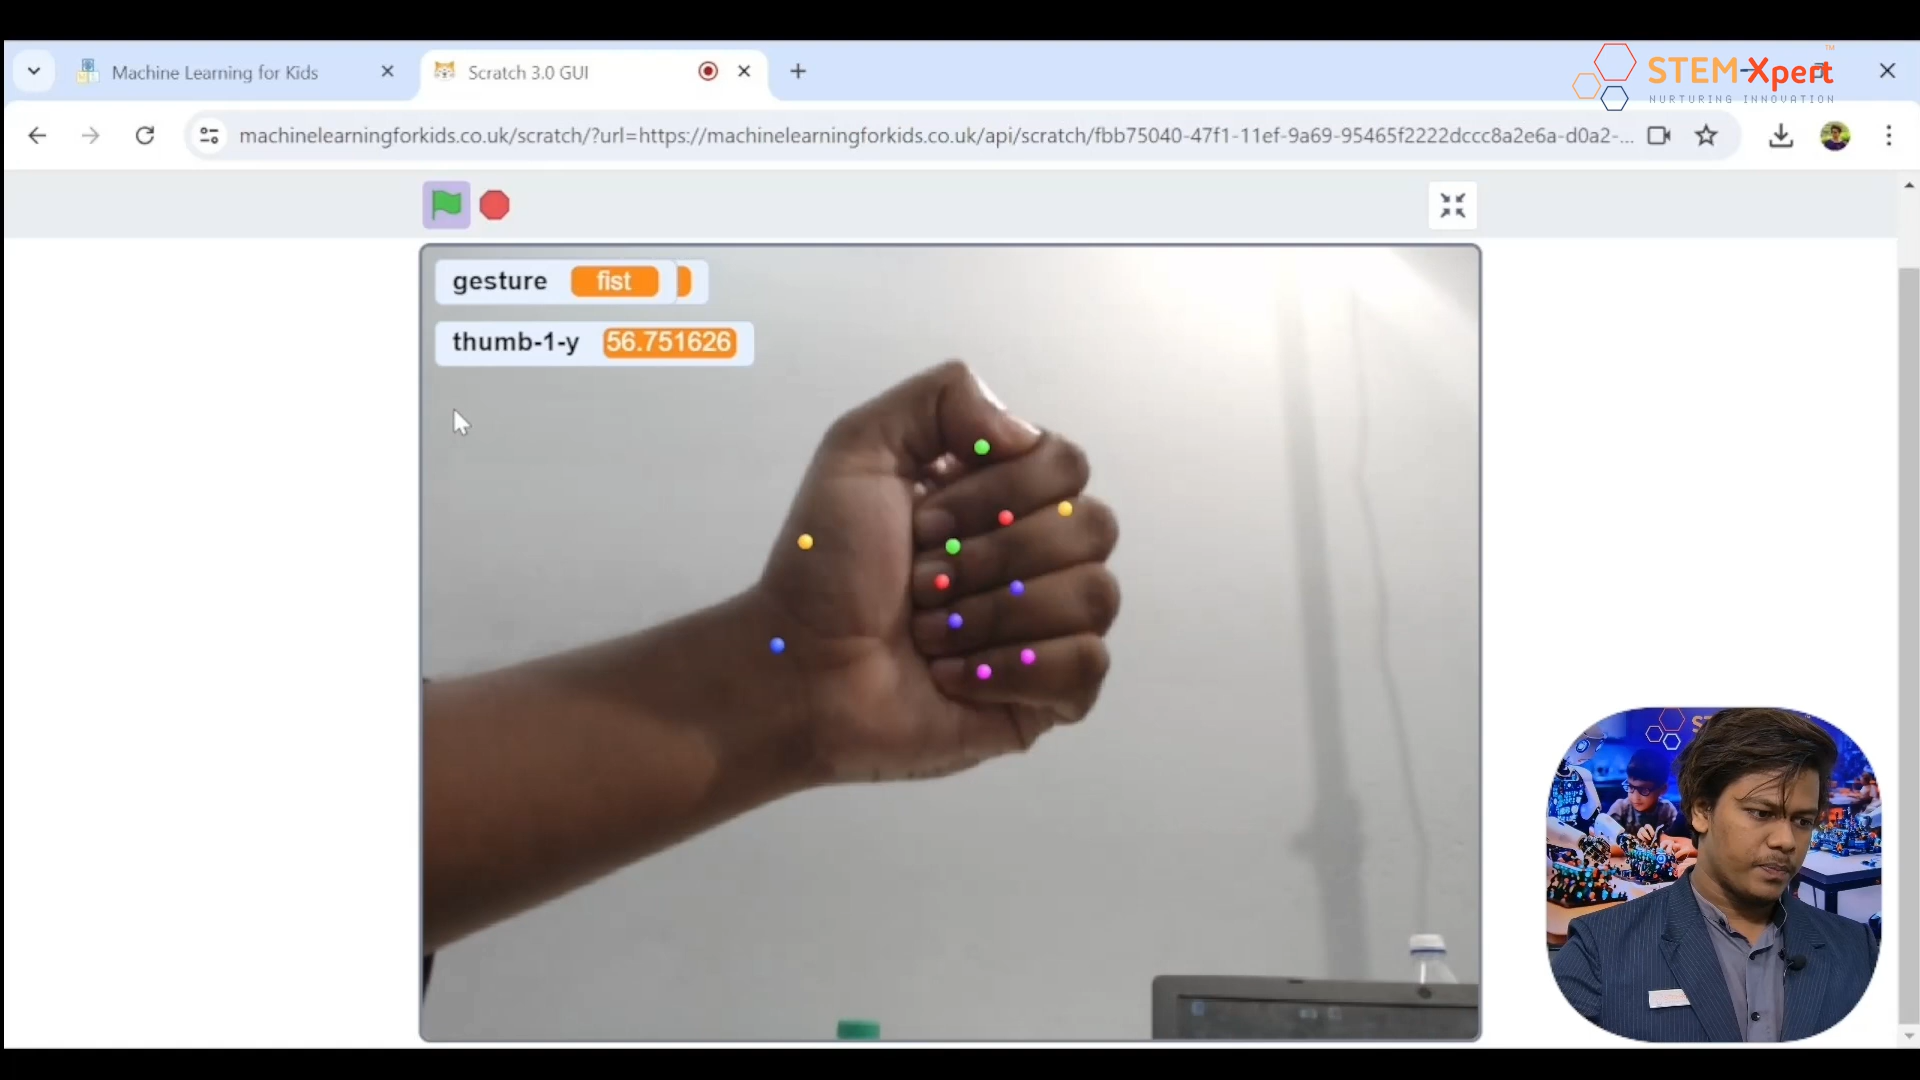 Machine Learning for Kids
Scratch 3.0 GUI
STEM-Xpert
TM
NURTURING INNOVATION
machinelearningforkids.co.uk/scratch/?url=https://machinelearningforkids.co.uk/api/scratch/fbb75040-47f1-11ef-9a69-95465f2222dccc8a2e6a-d0a2-...
gesture fist
thumb-1-y 56.751626